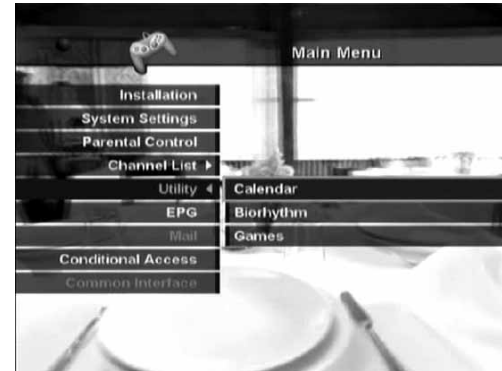 Main Menu
Installation
System Settings
Parental Control
Channel List
Utility
Calendar
EPG
Biorhythm
Mail
Games
Conditional Access
Common Interface